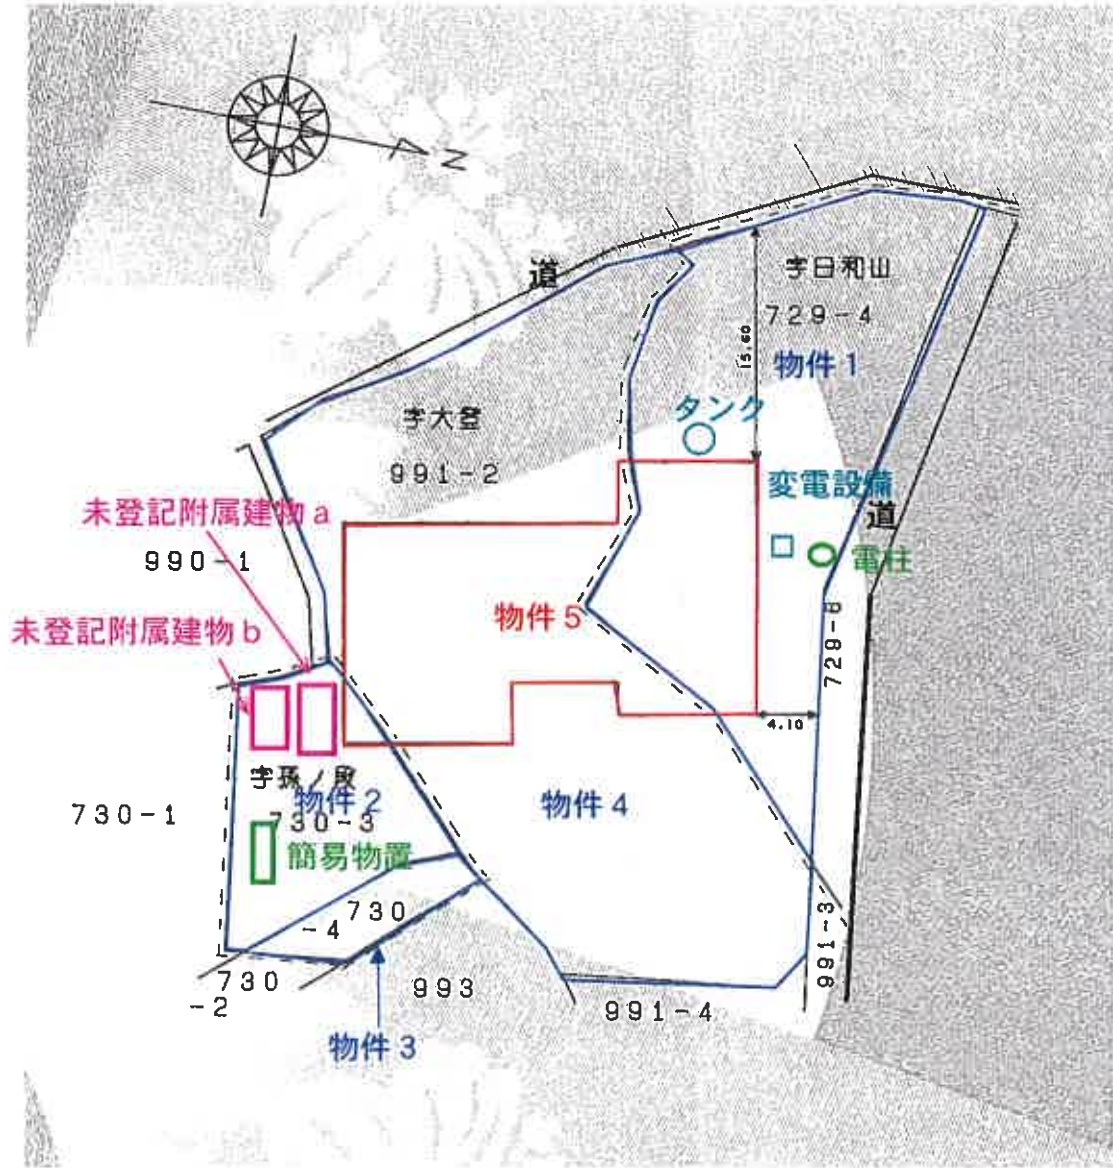 N
道
字日和山
729-4
15.60
物件1
字大登
タンク
991-2
変電設備
未登記附属建物a
道
990-1
電柱
物件5
未登記附属建物b
729-6
4.10
字孫ノ段
物件2
730-3
物件4
730-1
簡易物置
730
-4
991-3
730
-2
993
991-4
物件3